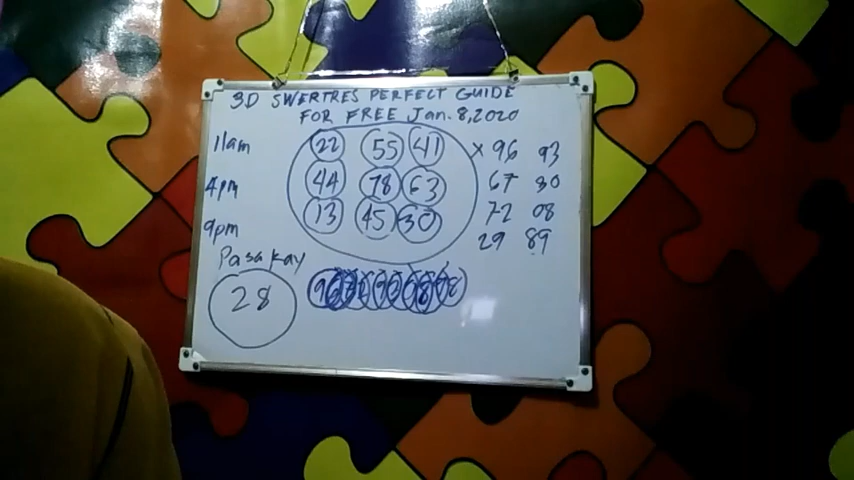 3D SWERTRES PERFECT GUIDE
FOR FREE Jan. 8, 2020
11am 22 55 41 x 96 93
4pm 44 78 63 67 80
13 45 30 72 08
9pm 29 89
Pasakay
28